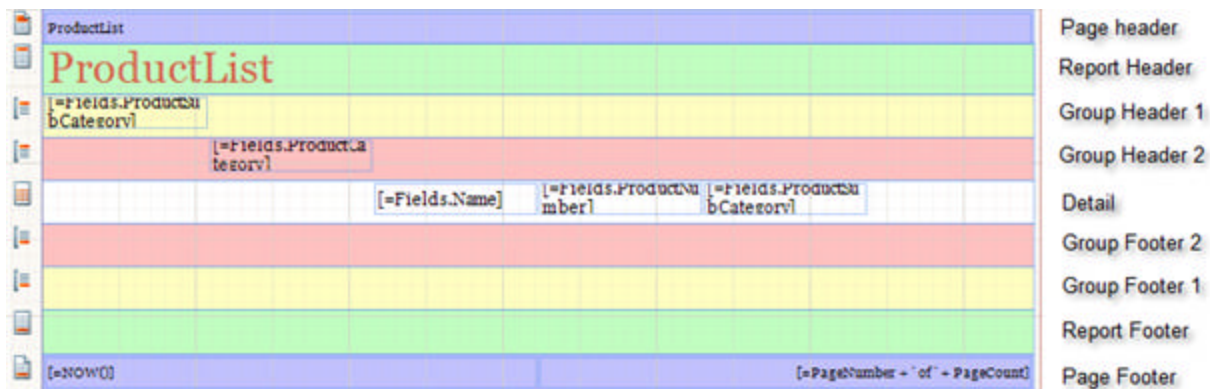 ProductList
Page header
ProductList
Report Header
[=Fields.ProductSu
bCategory]
Group Header 1
[=Fields.ProductCa
tegory]
Group Header 2
[=Fields.Name]
[=Fields.ProductNu
mber]
[=Fields.ProductSu
bCategory]
Detail
Group Footer 2
Group Footer 1
Report Footer
[=NOW()]
[=PageNumber + `of` + PageCount]
Page Footer